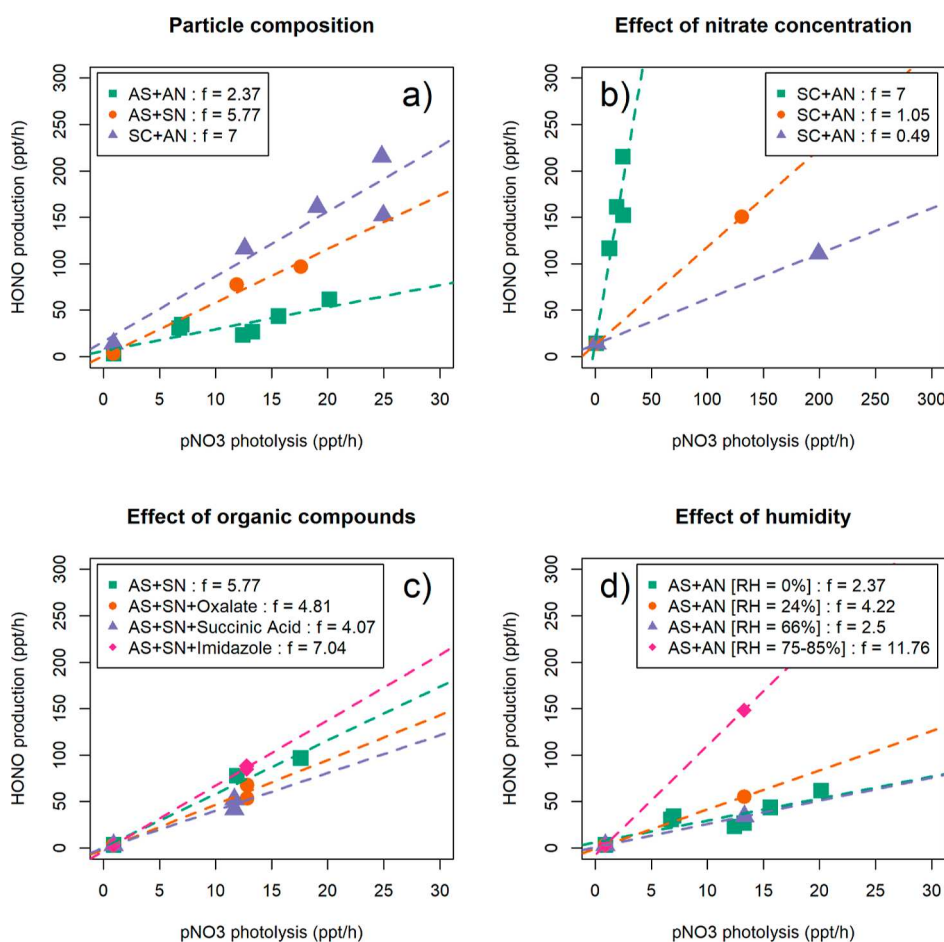 Particle composition
300
250
200
150
100
50
0
HONO production (ppt/h)
AS+AN : f = 2.37
AS+SN : f = 5.77
SC+AN : f = 7
a)
0 5 10 15 20 25 30
pNO3 photolysis (ppt/h)
Effect of nitrate concentration
300
250
200
150
100
50
0
HONO production (ppt/h)
b)
SC+AN : f = 7
SC+AN : f = 1.05
SC+AN : f = 0.49
0 50 100 150 200 250 300
pNO3 photolysis (ppt/h)
Effect of organic compounds
300
250
200
150
100
50
0
HONO production (ppt/h)
AS+SN : f = 5.77
AS+SN+Oxalate : f = 4.81
AS+SN+Succinic Acid : f = 4.07
AS+SN+Imidazole : f = 7.04
c)
0 5 10 15 20 25 30
pNO3 photolysis (ppt/h)
Effect of humidity
300
250
200
150
100
50
0
HONO production (ppt/h)
d)
AS+AN [RH = 0%] : f = 2.37
AS+AN [RH = 24%] : f = 4.22
AS+AN [RH = 66%] : f = 2.5
AS+AN [RH = 75-85%] : f = 11.76
0 5 10 15 20 25 30
pNO3 photolysis (ppt/h)